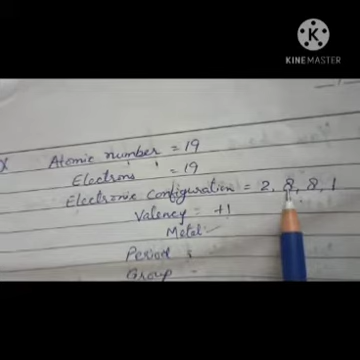 K
KINEMASTER
X Atomic number = 19
Electrons = 19
Electronic Configuration = 2, 8, 8, 1
Valency = +1
Metal
Period :
Group -